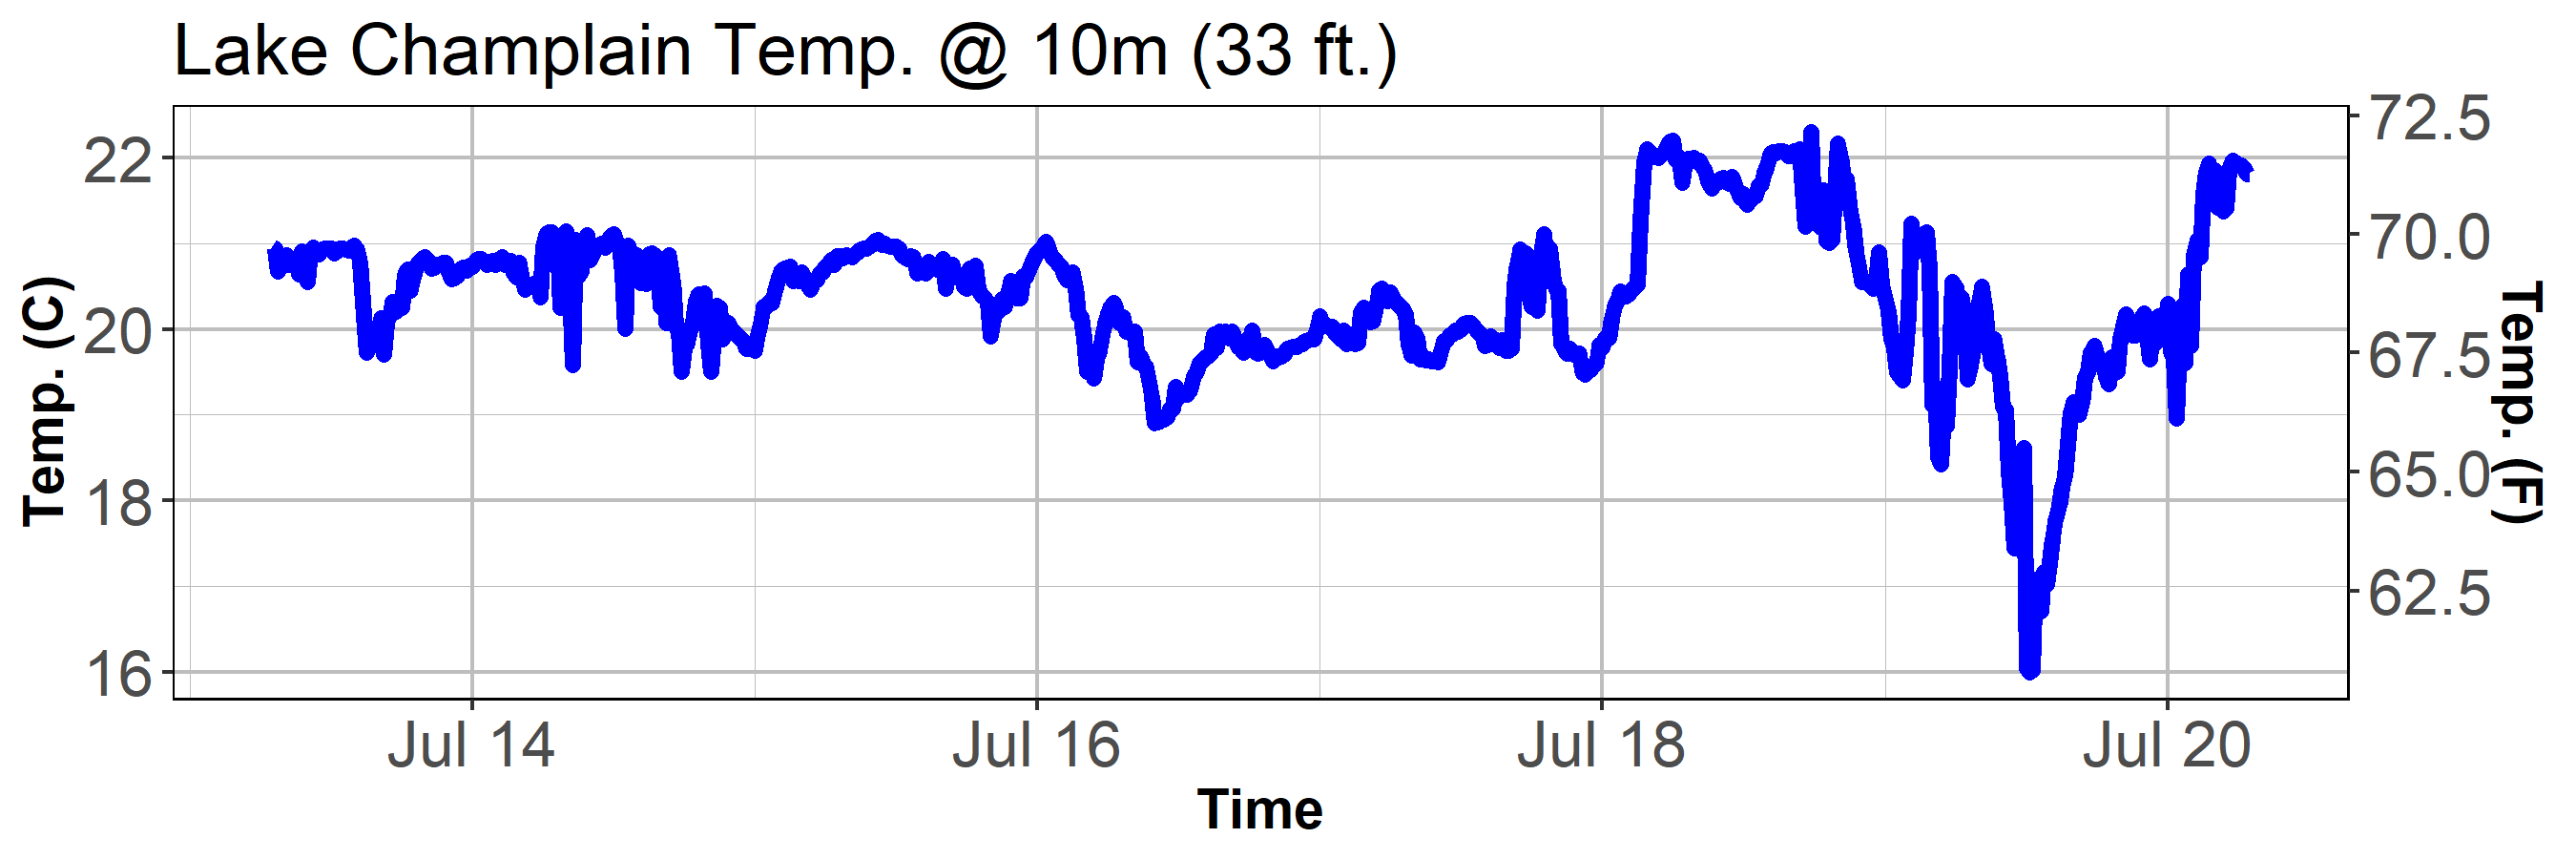 Lake Champlain Temp. @ 10m (33 ft.)
Temp. (C)
22
20
18
16
72.5
70.0
67.5
65.0
62.5
Temp. (F)
Jul 14
Jul 16
Jul 18
Jul 20
Time